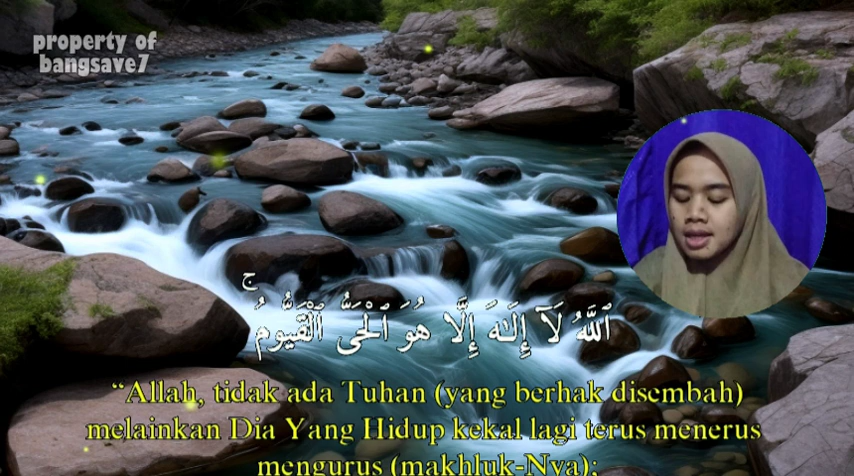 property of
bangsave7
ٱللَّهُ لَآ إِلَـٰهَ إِلَّا هُوَ ٱلْحَىُّ ٱلْقَيُّومُ ۚ
“Allah, tidak ada Tuhan (yang berhak disembah)
melainkan Dia Yang Hidup kekal lagi terus menerus
mengurus (makhluk-Nya);